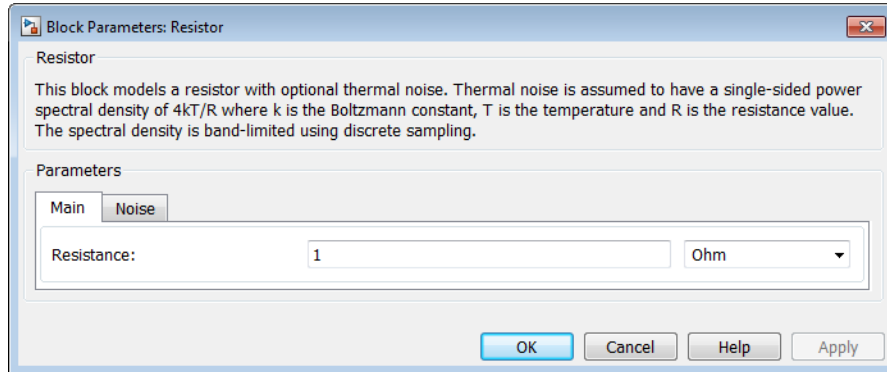 Block Parameters: Resistor
Resistor
This block models a resistor with optional thermal noise. Thermal noise is assumed to have a single-sided power
spectral density of 4kT/R where k is the Boltzmann constant, T is the temperature and R is the resistance value.
The spectral density is band-limited using discrete sampling.
Parameters
Main Noise
Resistance: 1 Ohm
OK Cancel Help Apply